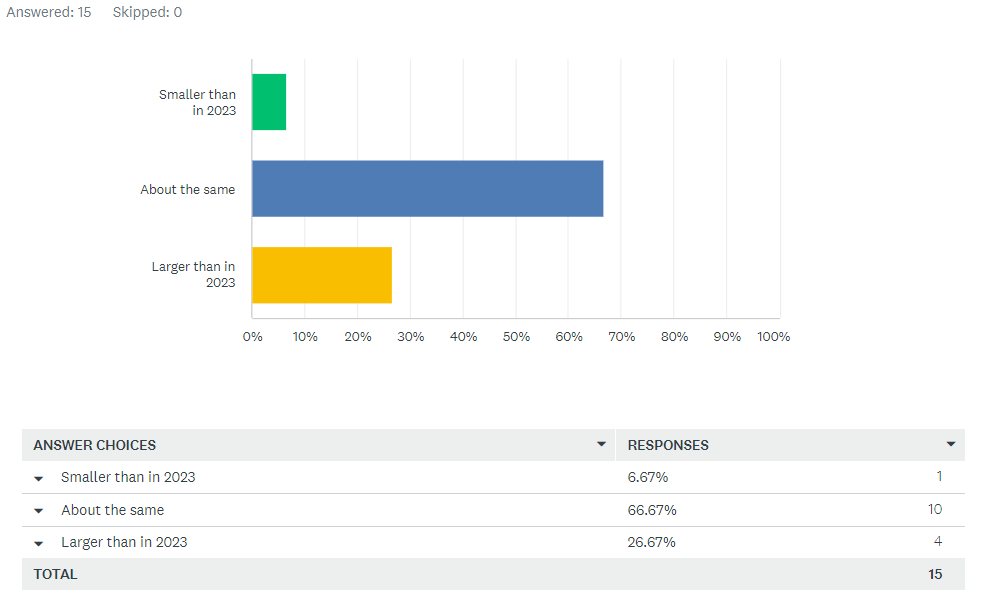 Answered: 15 Skipped: 0
Smaller than
in 2023
About the same
Larger than in
2023
0% 10% 20% 30% 40% 50% 60% 70% 80% 90% 100%
ANSWER CHOICES RESPONSES
Smaller than in 2023 6.67% 1
About the same 66.67% 10
Larger than in 2023 26.67% 4
TOTAL 15